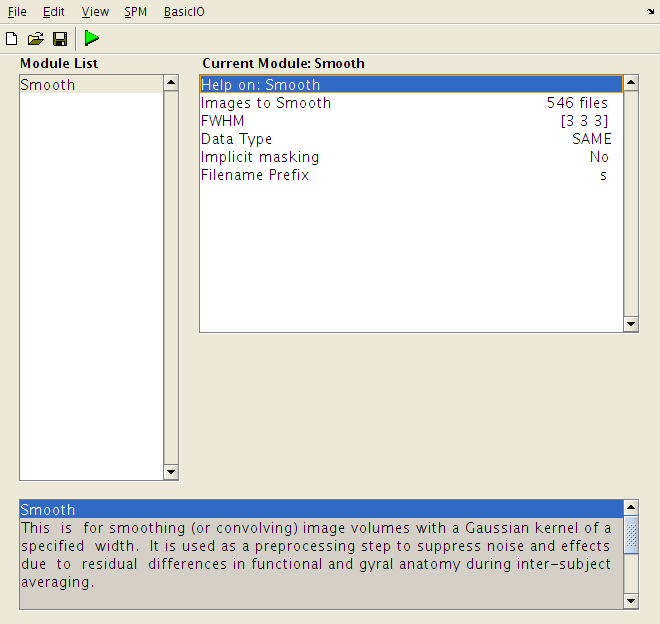 File Edit View SPM BasicIO
Module List
Current Module: Smooth
Smooth
Help on: Smooth
Images to Smooth 546 files
FWHM [3 3 3]
Data Type SAME
Implicit masking No
Filename Prefix s
Smooth
This is for smoothing (or convolving) image volumes with a Gaussian kernel of a
specified width. It is used as a preprocessing step to suppress noise and effects
due to residual differences in functional and gyral anatomy during inter-subject
averaging.